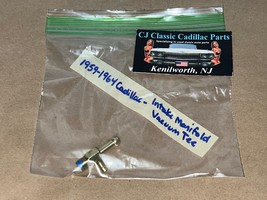 CJ Classic Cadillac Parts
Kenilworth, NJ
1959-1964 Cadillac- Intake Manifold
Vacuum Tee